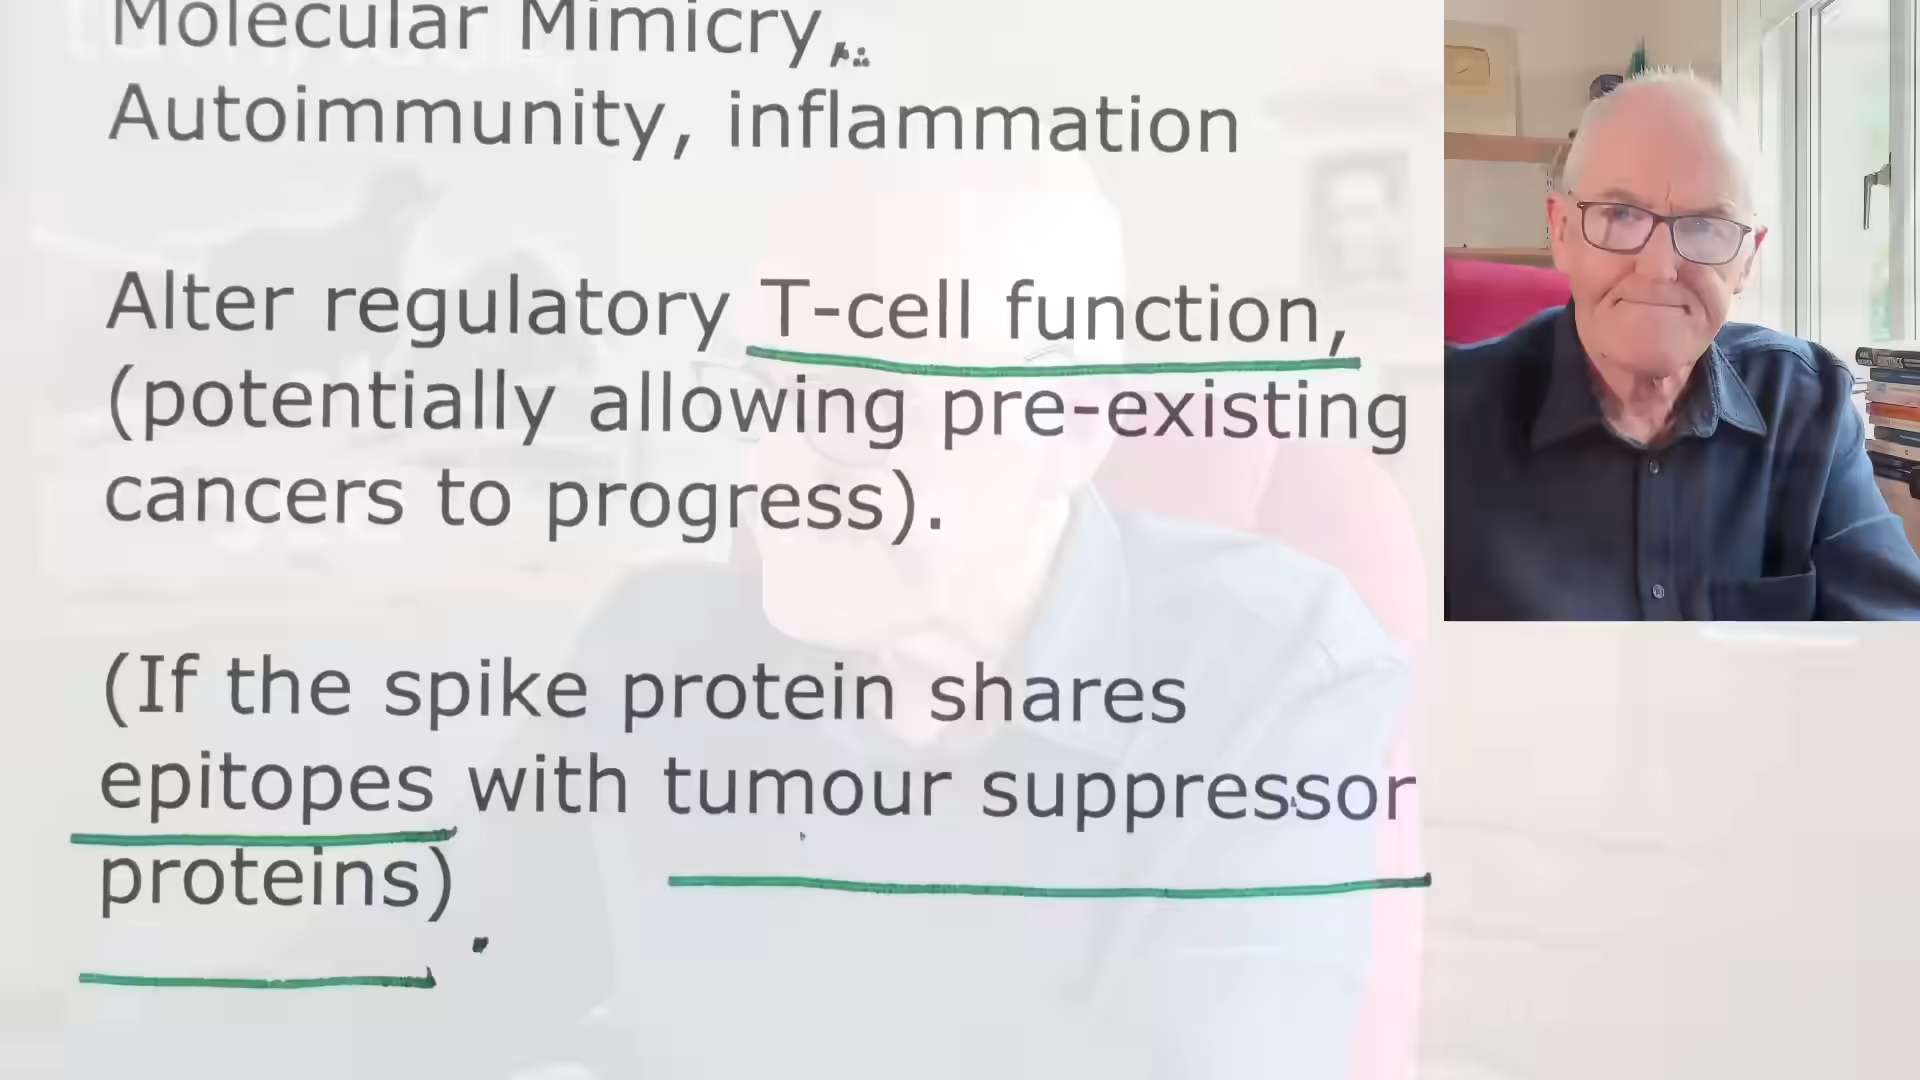 Molecular Mimicry,
Autoimmunity, inflammation
Alter regulatory T-cell function,
(potentially allowing pre-existing
cancers to progress).
(If the spike protein shares
epitopes with tumour suppressor
proteins)